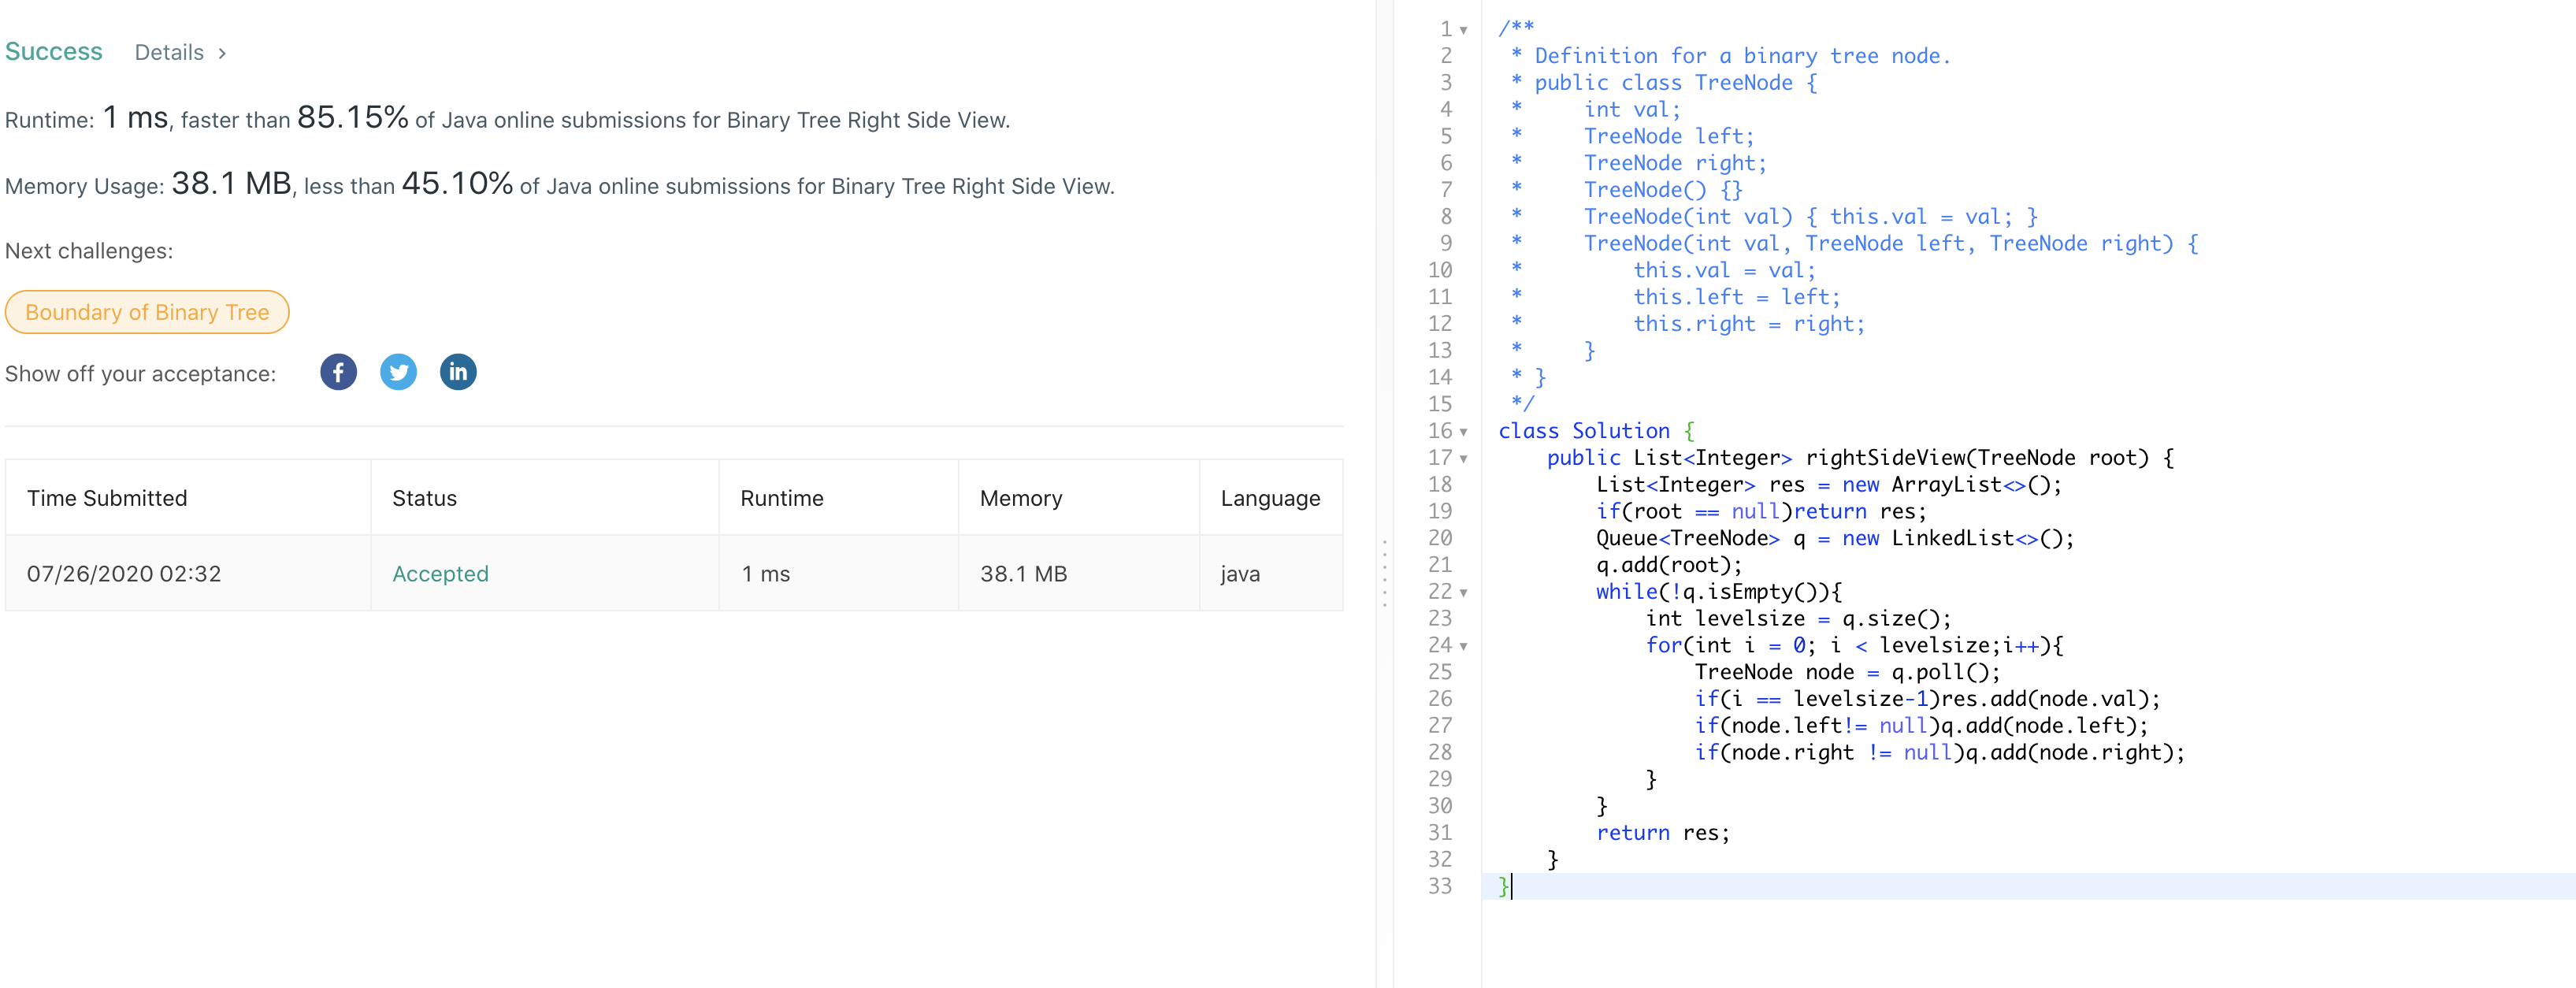 Success Details >
Runtime: 1 ms, faster than 85.15% of Java online submissions for Binary Tree Right Side View.
Memory Usage: 38.1 MB, less than 45.10% of Java online submissions for Binary Tree Right Side View.
Next challenges:
Boundary of Binary Tree
Show off your acceptance: f in
Time Submitted Status Runtime Memory Language
07/26/2020 02:32 Accepted 1 ms 38.1 MB java
1 /**
2  * Definition for a binary tree node.
3  * public class TreeNode {
4  *     int val;
5  *     TreeNode left;
6  *     TreeNode right;
7  *     TreeNode() {}
8  *     TreeNode(int val) { this.val = val; }
9  *     TreeNode(int val, TreeNode left, TreeNode right) {
10  *         this.val = val;
11  *         this.left = left;
12  *         this.right = right;
13  *     }
14  * }
15  */
16 class Solution {
17     public List<Integer> rightSideView(TreeNode root) {
18         List<Integer> res = new ArrayList<>();
19         if(root == null)return res;
20         Queue<TreeNode> q = new LinkedList<>();
21         q.add(root);
22         while(!q.isEmpty()){
23             int levelsize = q.size();
24             for(int i = 0; i < levelsize;i++){
25                 TreeNode node = q.poll();
26                 if(i == levelsize-1)res.add(node.val);
27                 if(node.left!= null)q.add(node.left);
28                 if(node.right != null)q.add(node.right);
29             }
30         }
31         return res;
32     }
33 }